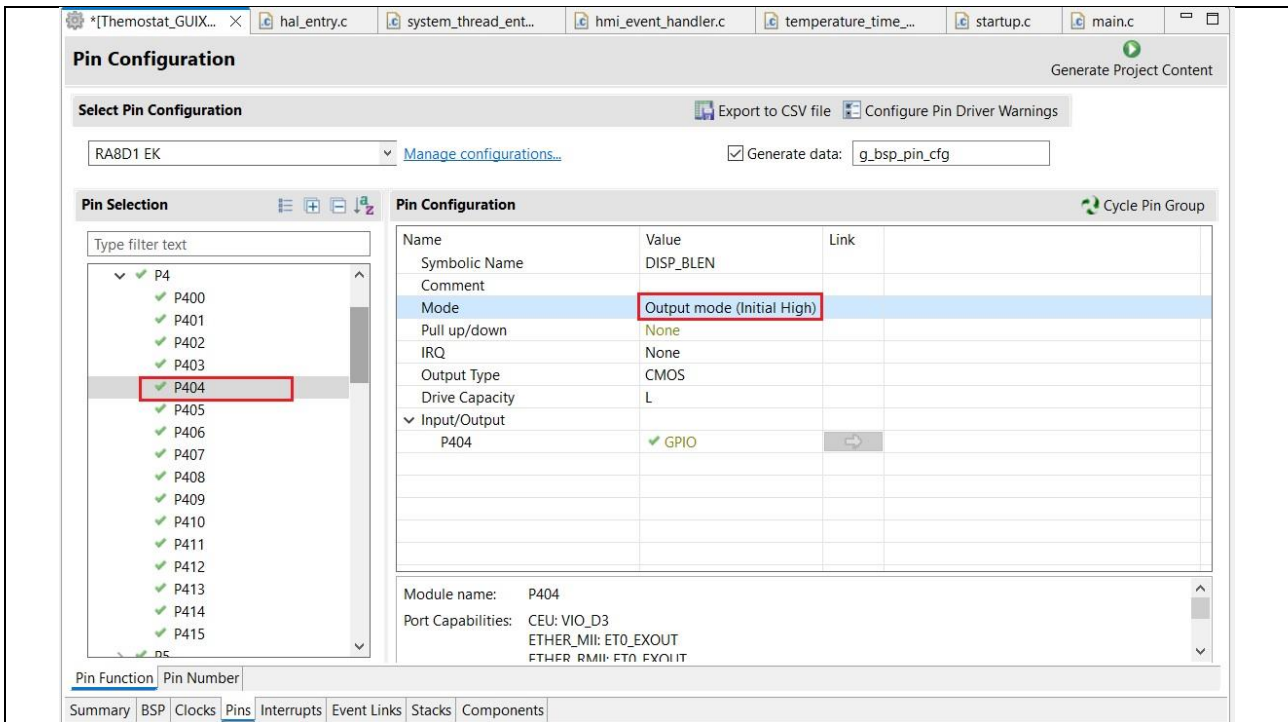 *[Themostat_GUIX... hal_entry.c system_thread_ent... hmi_event_handler.c temperature_time_... startup.c main.c
Pin Configuration
Generate Project Content
Select Pin Configuration Export to CSV file Configure Pin Driver Warnings
RA8D1 EK Manage configurations... Generate data: g_bsp_pin_cfg
Pin Selection Pin Configuration Cycle Pin Group
Type filter text
Name Value Link
Symbolic Name DISP_BLEN
Comment
Mode Output mode (Initial High)
Pull up/down None
IRQ None
Output Type CMOS
Drive Capacity L
Input/Output
P404 GPIO
P4
P400
P401
P402
P403
P404
P405
P406
P407
P408
P409
P410
P411
P412
P413
P414
P415
P5
Module name: P404
Port Capabilities: CEU: VIO_D3
ETHER_MII: ET0_EXOUT
ETHER_RMII: ET0_EXOUT
Pin Function Pin Number
Summary BSP Clocks Pins Interrupts Event Links Stacks Components